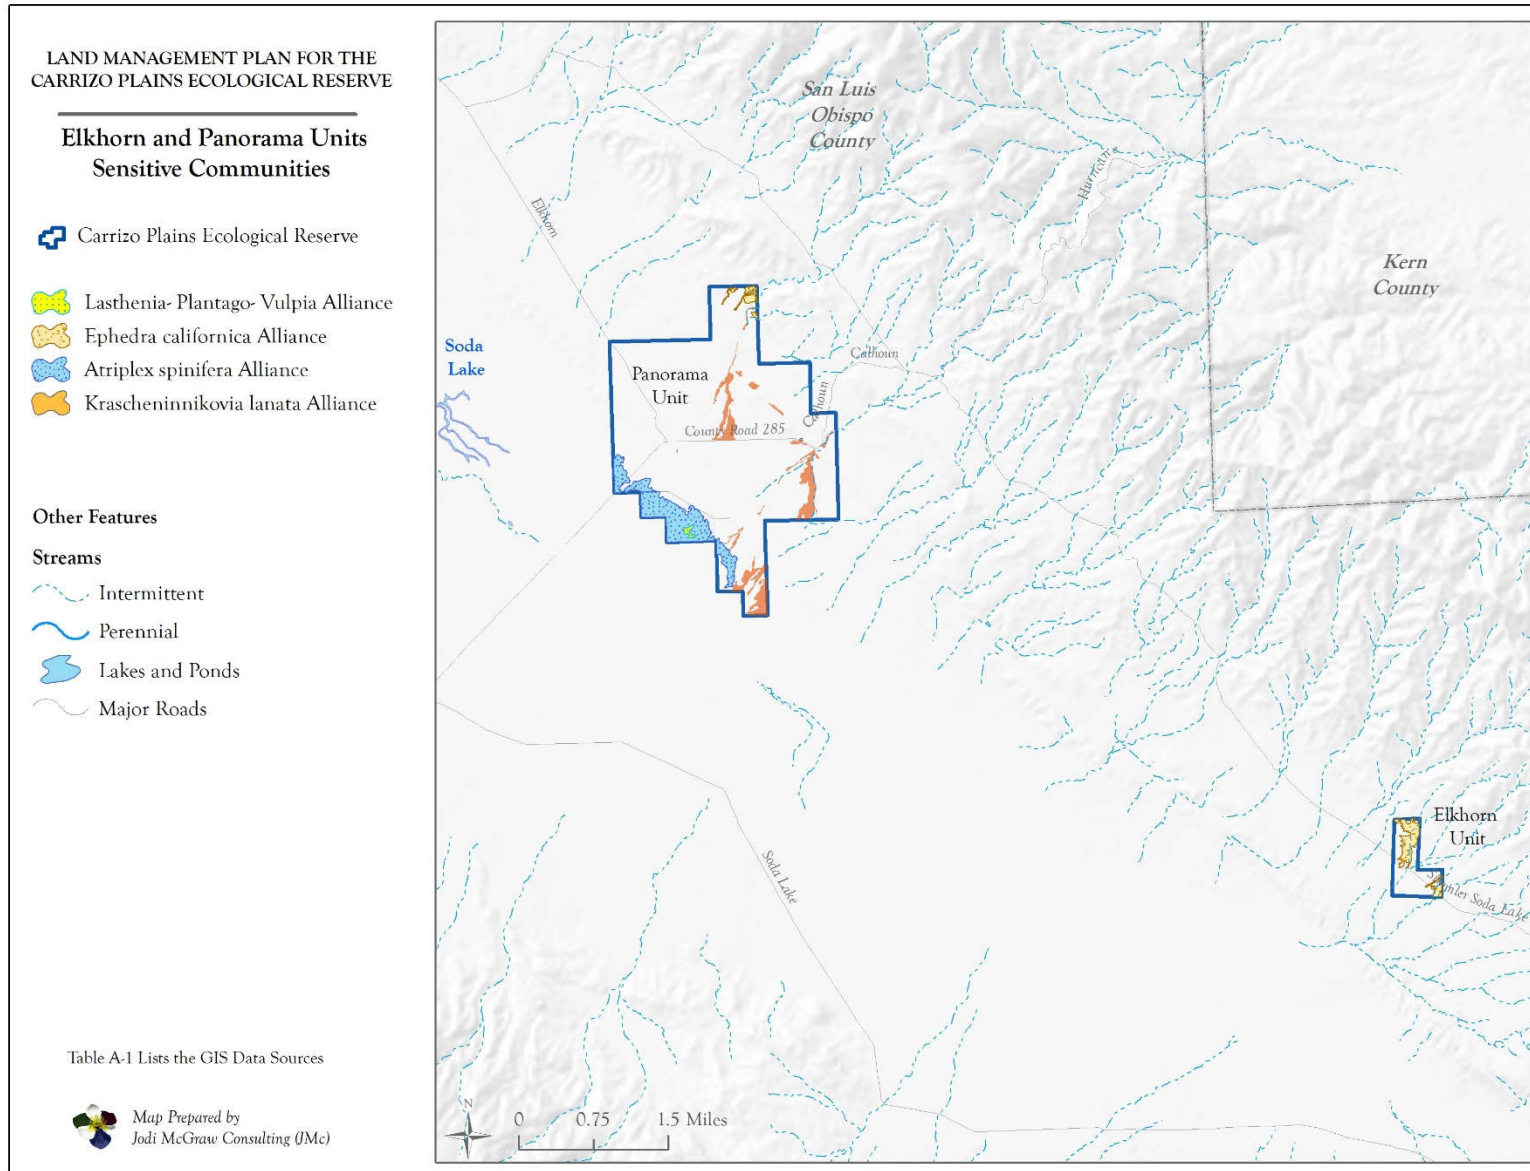 LAND MANAGEMENT PLAN FOR THE
CARRIZO PLAINS ECOLOGICAL RESERVE
Elkhorn and Panorama Units
Sensitive Communities
Carrizo Plains Ecological Reserve
Lasthenia- Plantago- Vulpia Alliance
Ephedra californica Alliance
Atriplex spinifera Alliance
Krascheninnikovia lanata Alliance
Other Features
Streams
Intermittent
Perennial
Lakes and Ponds
Major Roads
Table A-1 Lists the GIS Data Sources
Map Prepared by
Jodi McGraw Consulting (JMc)
San Luis
Obispo
County
Hurricane
Kern
County
Elkhorn
Soda
Lake
Calhoun
Panorama
Unit
Calhoun
County Road 285
Elkhorn
Unit
Soda Lake
Soda Lake
N
0 0.75 1.5 Miles